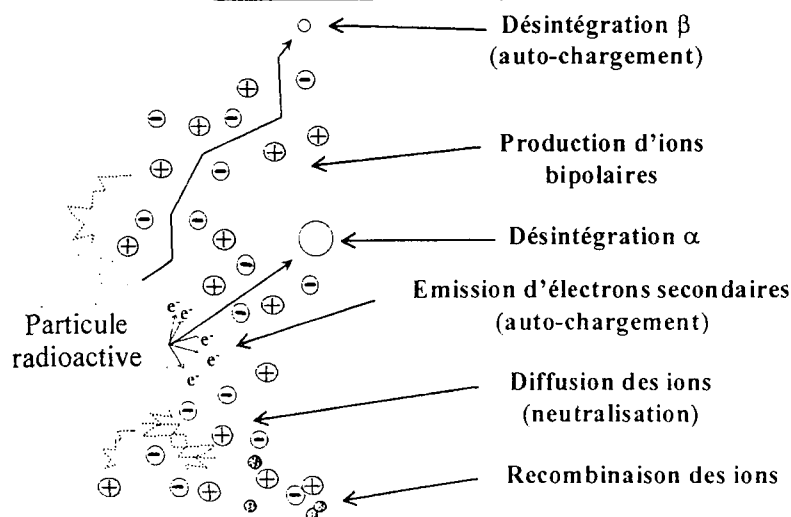 Désintégration β
(auto-chargement)
Production d'ions
bipolaires
Désintégration α
Emission d'électrons secondaires
(auto-chargement)
Particule
radioactive
e-
e-
e-
e-
e-
Diffusion des ions
(neutralisation)
Recombinaison des ions